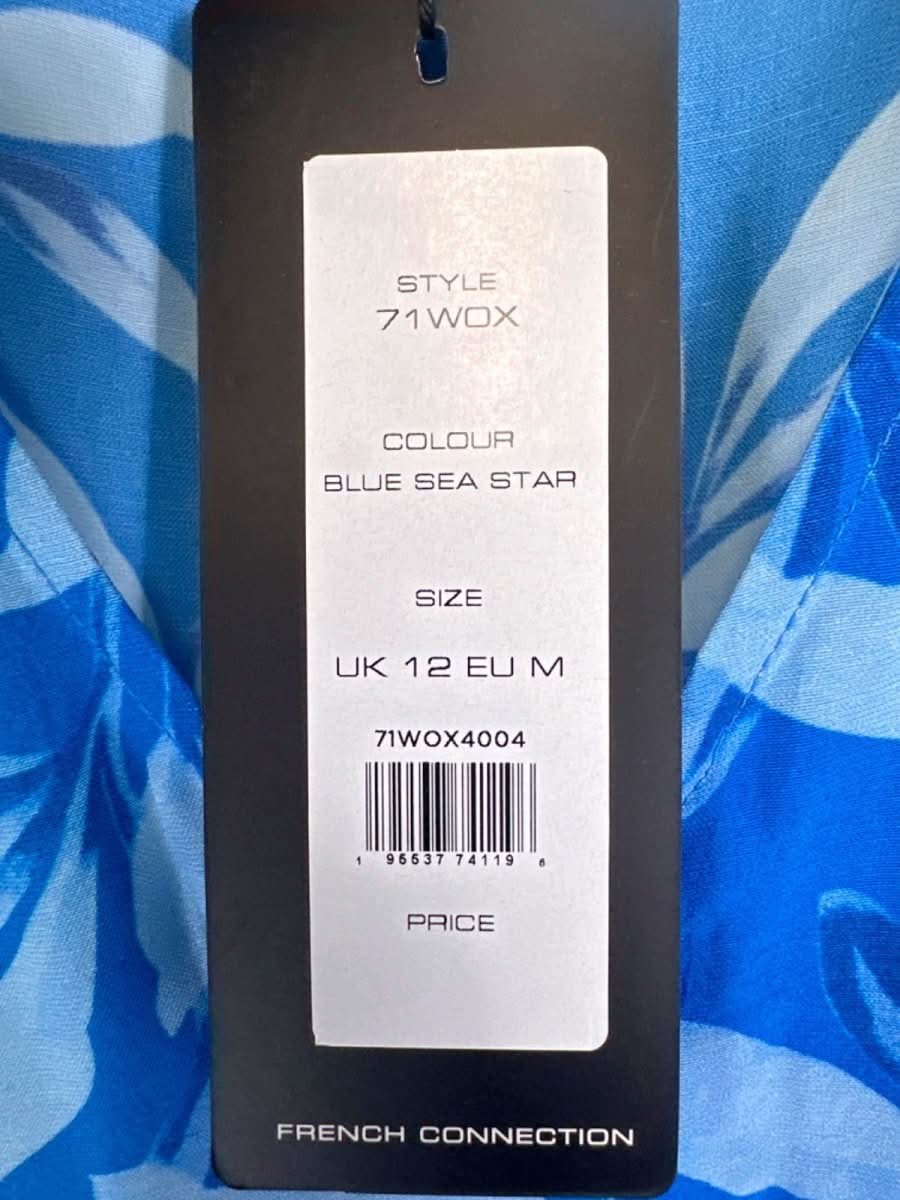 STYLE
71WOX
COLOUR
BLUE SEA STAR
SIZE
UK 12 EU M
71WOX4004
1 95537 74119 6
PRICE
FRENCH CONNECTION